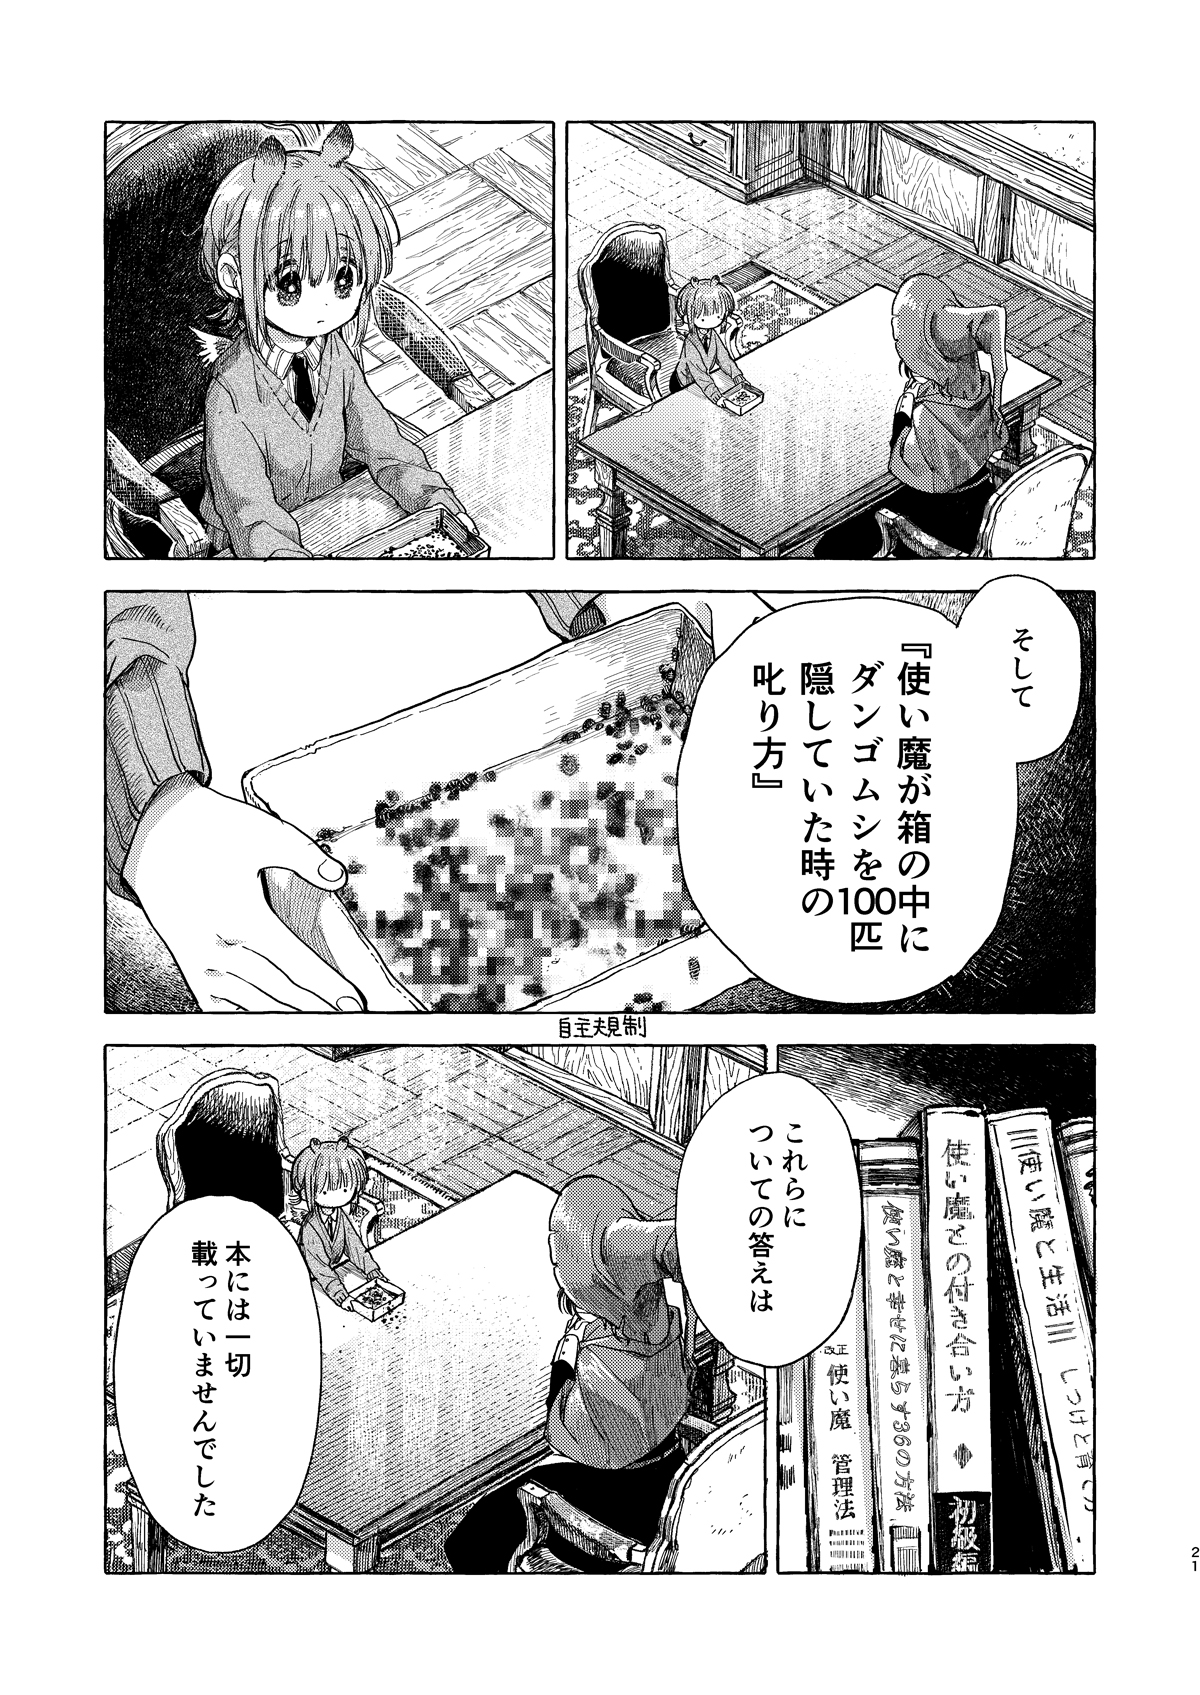 そして
『使い魔が箱の中に
ダンゴムシを100匹
隠していた時の
叱り方』
自主規制
使い魔と生活
しつけと育て方
使い魔との付き合い方
初級編
使い魔と幸せに暮らす36の方法
改正
使い魔 管理法
これらに
ついての答えは
本には一切
載っていませんでした
21